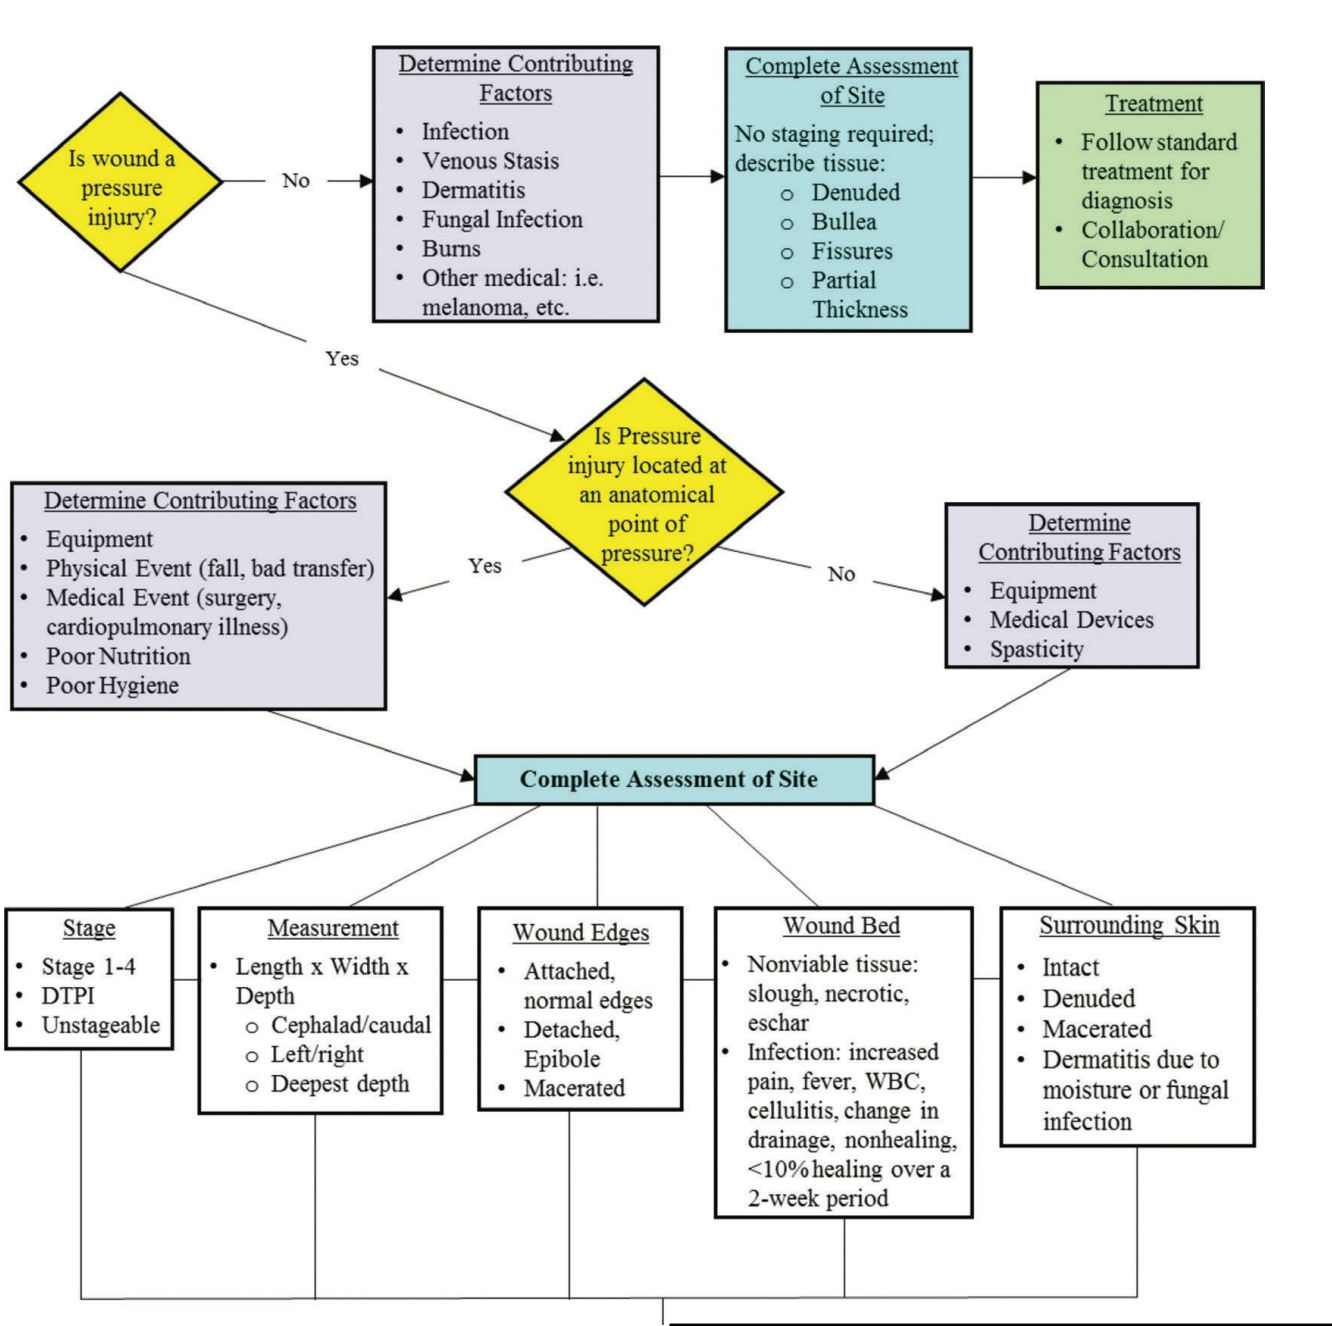 Is wound a
pressure
injury?
No
Determine Contributing
Factors
• Infection
• Venous Stasis
• Dermatitis
• Fungal Infection
• Burns
• Other medical: i.e.
melanoma, etc.
Complete Assessment
of Site
No staging required;
describe tissue:
o Denuded
o Bullea
o Fissures
o Partial
Thickness
Treatment
• Follow standard
treatment for
diagnosis
• Collaboration/
Consultation
Yes
Is Pressure
injury located at
an anatomical
point of
pressure?
Yes
No
Determine Contributing Factors
• Equipment
• Physical Event (fall, bad transfer)
• Medical Event (surgery,
cardiopulmonary illness)
• Poor Nutrition
• Poor Hygiene
Determine
Contributing Factors
• Equipment
• Medical Devices
• Spasticity
Complete Assessment of Site
Stage
• Stage 1-4
• DTPI
• Unstageable
Measurement
• Length x Width x
Depth
o Cephalad/caudal
o Left/right
o Deepest depth
Wound Edges
• Attached,
normal edges
• Detached,
Epibole
• Macerated
Wound Bed
• Nonviable tissue:
slough, necrotic,
eschar
• Infection: increased
pain, fever, WBC,
cellulitis, change in
drainage, nonhealing,
<10% healing over a
2-week period
Surrounding Skin
• Intact
• Denuded
• Macerated
• Dermatitis due to
moisture or fungal
infection